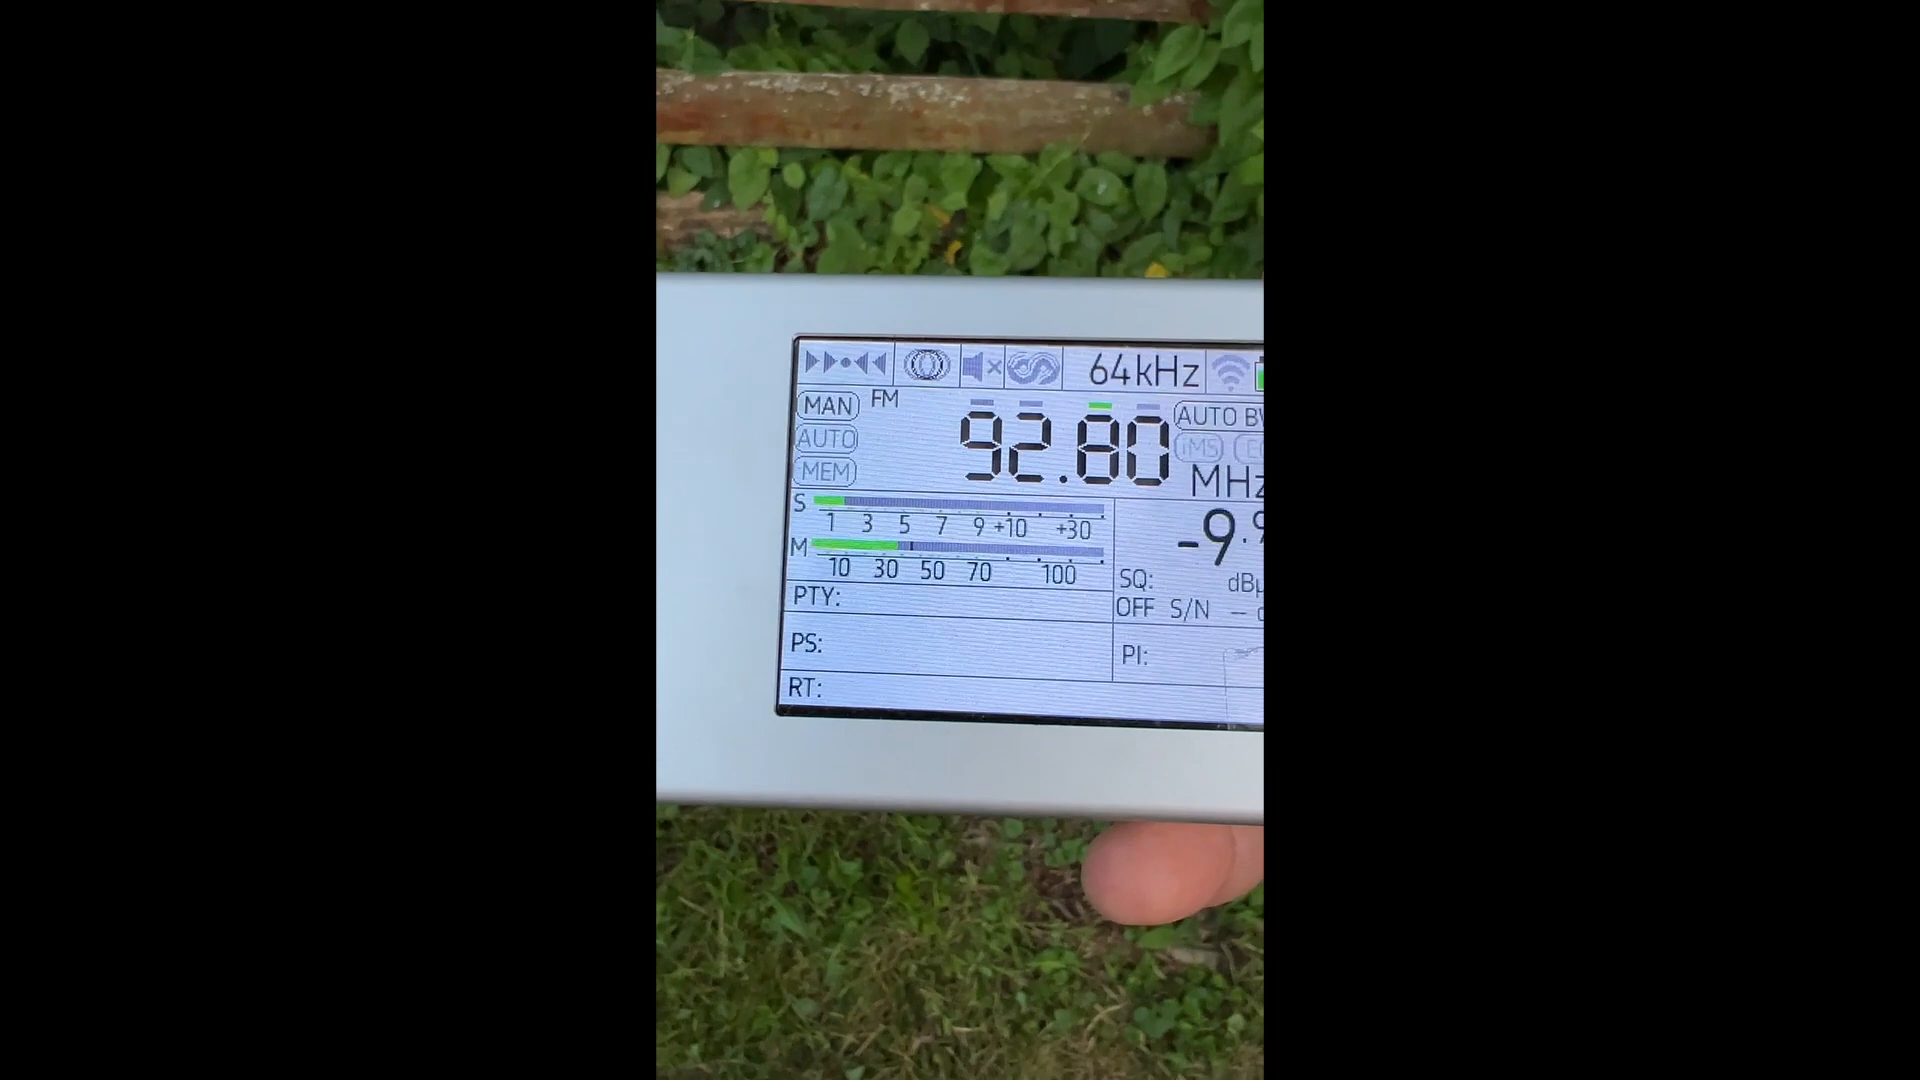 64kHz
MAN FM 92.80 AUTO
AUTO iMS
MEM MHz
S 1 3 5 7 9 +10 +30
M 10 30 50 70 100
-9.
SQ:
OFF S/N
PTY:
PS: PI:
RT: